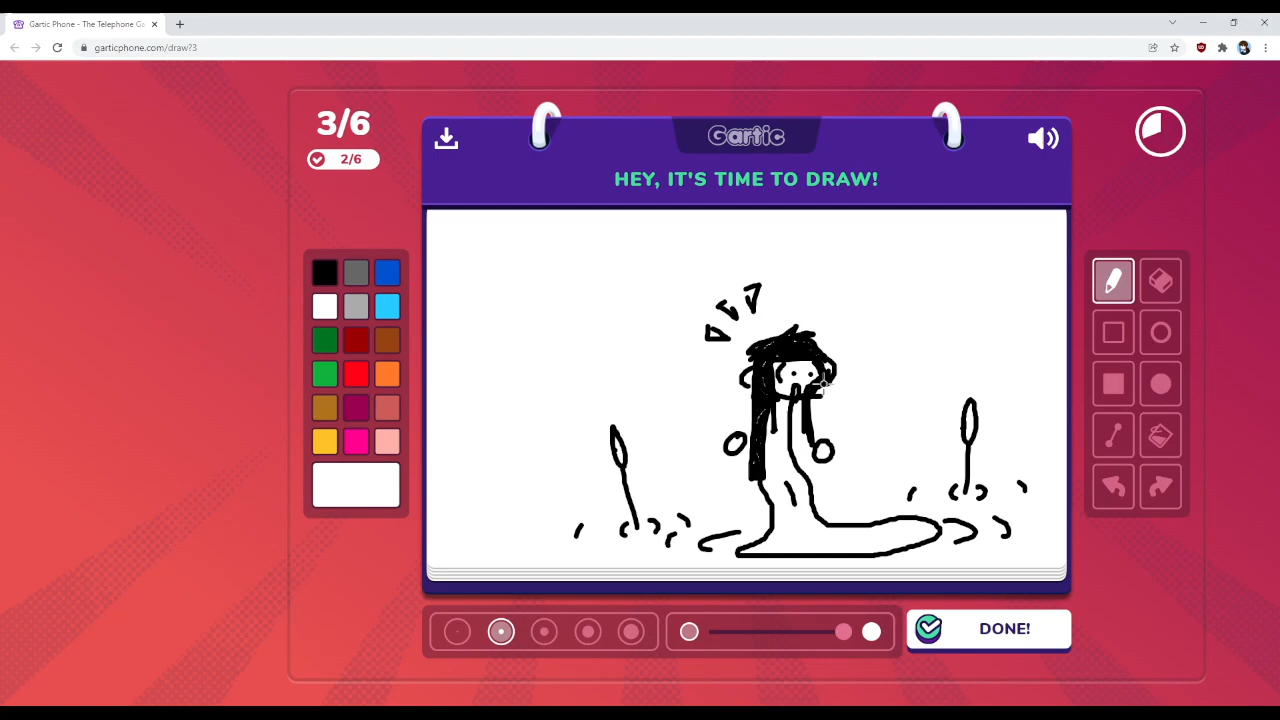 Gartic Phone - The Telephone Ga
garticphone.com/draw?3
3/6
2/6
Gartic
HEY, IT'S TIME TO DRAW!
DONE!